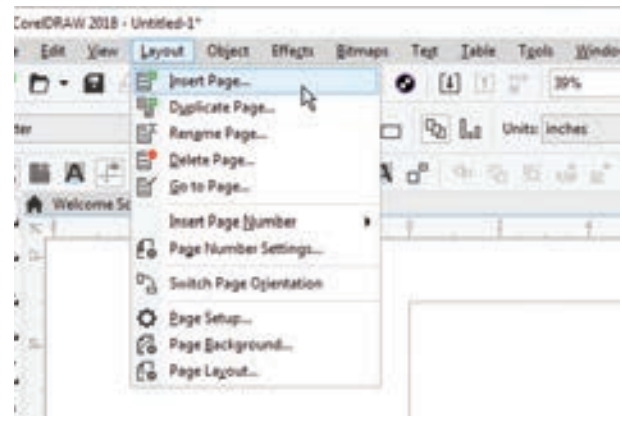 CorelDRAW 2018 - Untitled-1*
Edit View Layout Object Effects Bitmaps Text Table Tools Window
Insert Page...
39%
Duplicate Page...
Rename Page...
Units: inches
Delete Page...
Go to Page...
Welcome Sc
Insert Page Number
Page Number Settings...
Switch Page Orientation
Page Setup...
Page Background...
Page Layout...